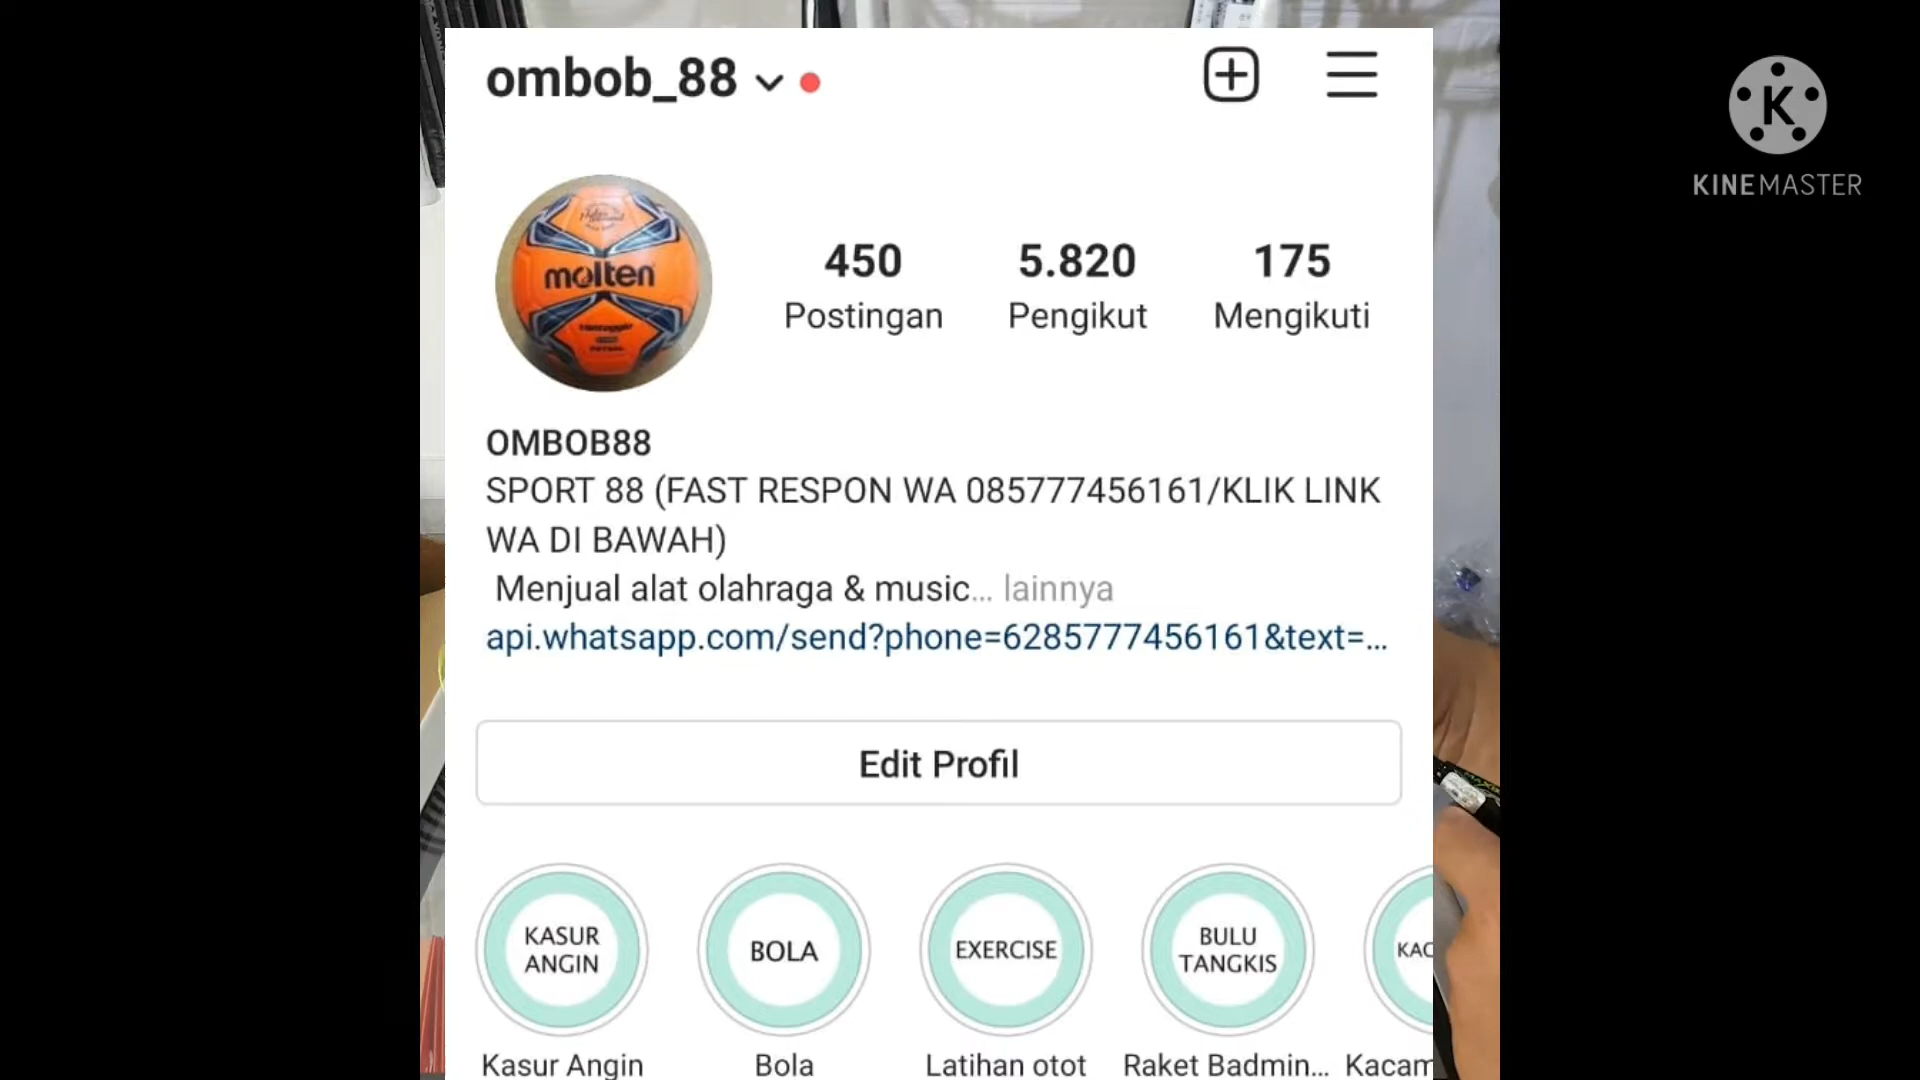 ombob_88
K
KINEMASTER
molten
450
5.820
175
Postingan
Pengikut
Mengikuti
OMBOB88
SPORT 88 (FAST RESPON WA 085777456161/KLIK LINK
WA DI BAWAH)
Menjual alat olahraga & music... lainnya
api.whatsapp.com/send?phone=6285777456161&text=...
Edit Profil
KASUR
ANGIN
BOLA
EXERCISE
BULU
TANGKIS
KAC
Kasur Angin
Bola
Latihan otot
Raket Badmin...
Kacam